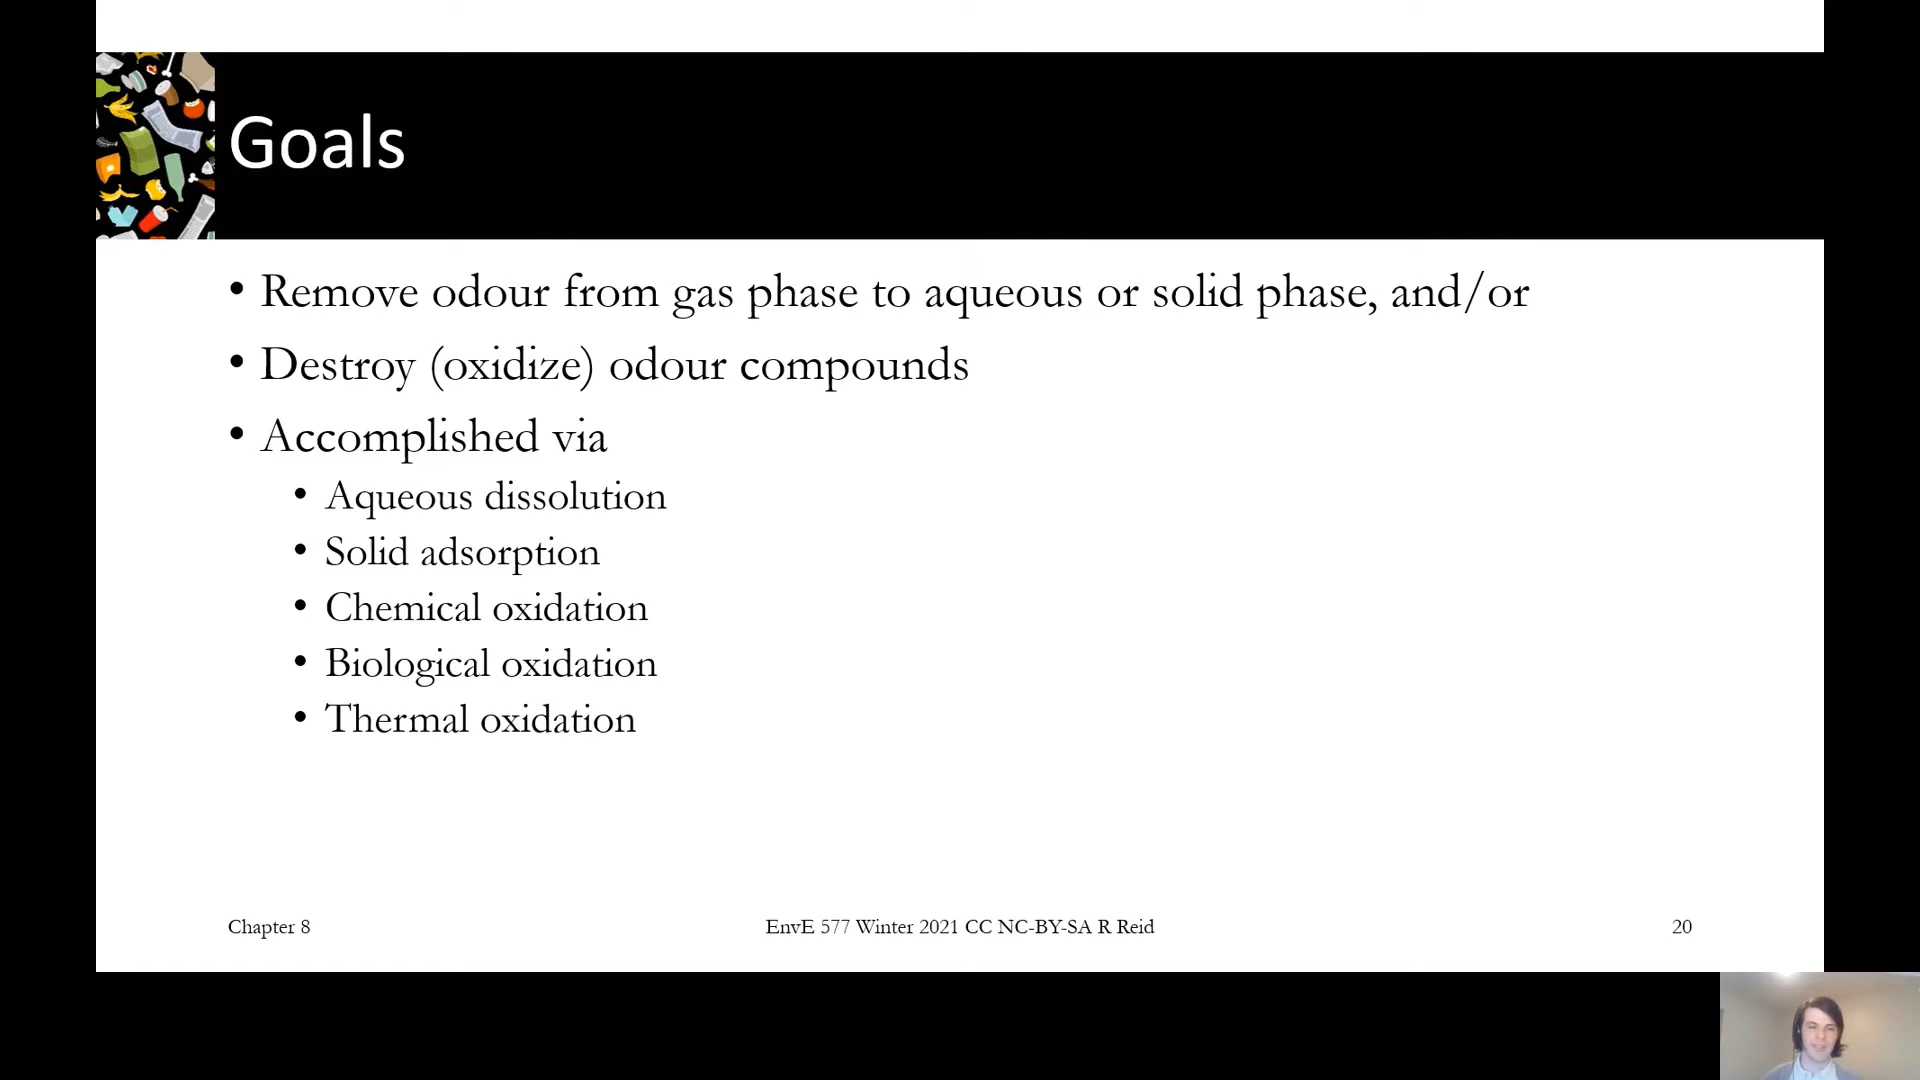 Goals
• Remove odour from gas phase to aqueous or solid phase, and/or
• Destroy (oxidize) odour compounds
• Accomplished via
• Aqueous dissolution
• Solid adsorption
• Chemical oxidation
• Biological oxidation
• Thermal oxidation
Chapter 8
EnvE 577 Winter 2021 CC NC-BY-SA R Reid
20